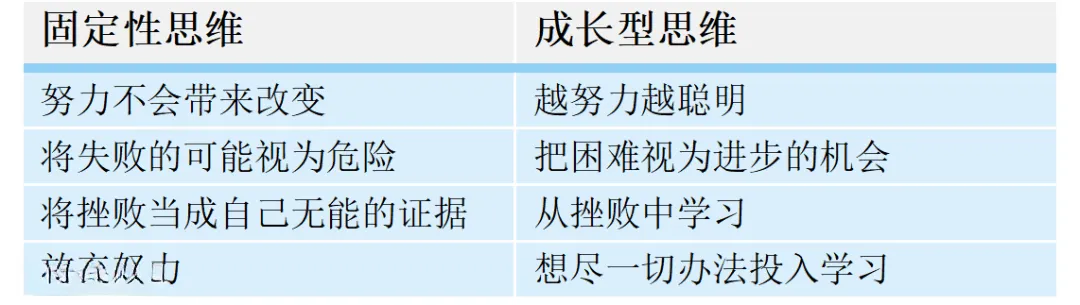 固定性思维 成长型思维
努力不会带来改变 越努力越聪明
将失败的可能视为危险 把困难视为进步的机会
将挫败当成自己无能的证据 从挫败中学习
放弃努力 想尽一切办法投入学习